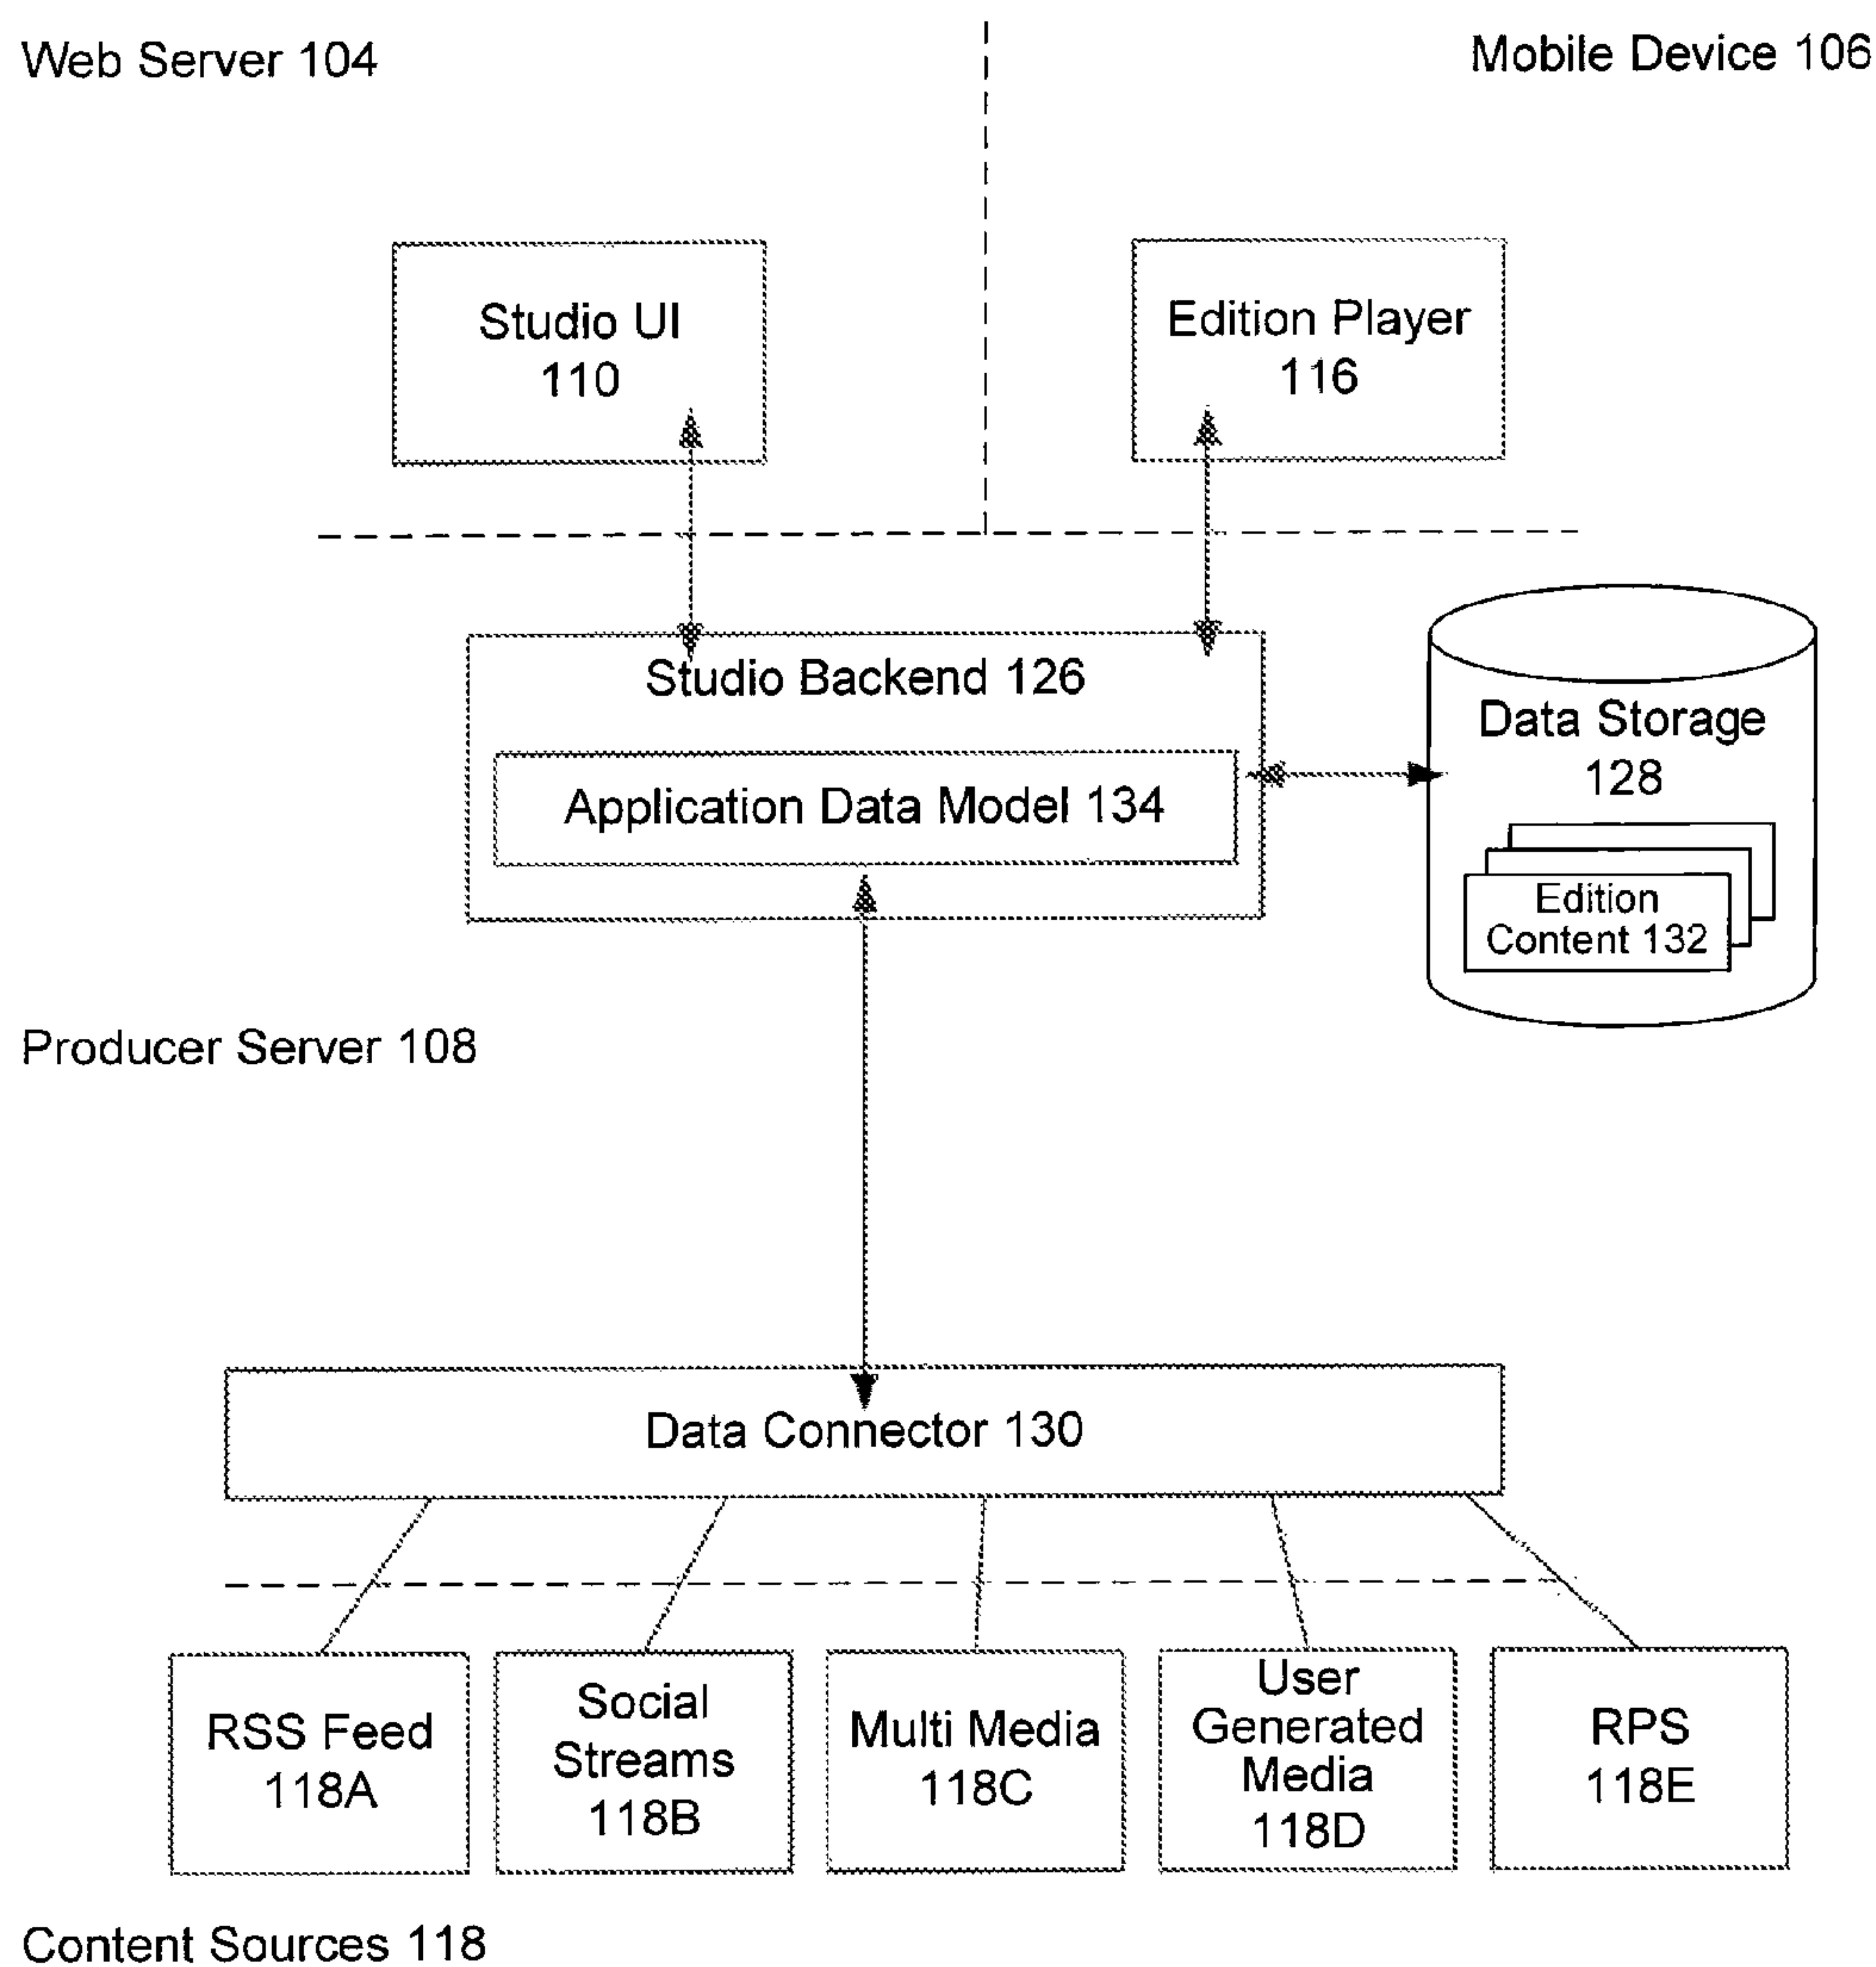 Web Server 104
Mobile Device 106
Studio UI
110
Edition Player
116
Studio Backend 126
Application Data Model 134
Data Storage
128
Edition
Content 132
Producer Server 108
Data Connector 130
RSS Feed
118A
Social
Streams
118B
Multi Media
118C
User
Generated
Media
118D
RPS
118E
Content Sources 118